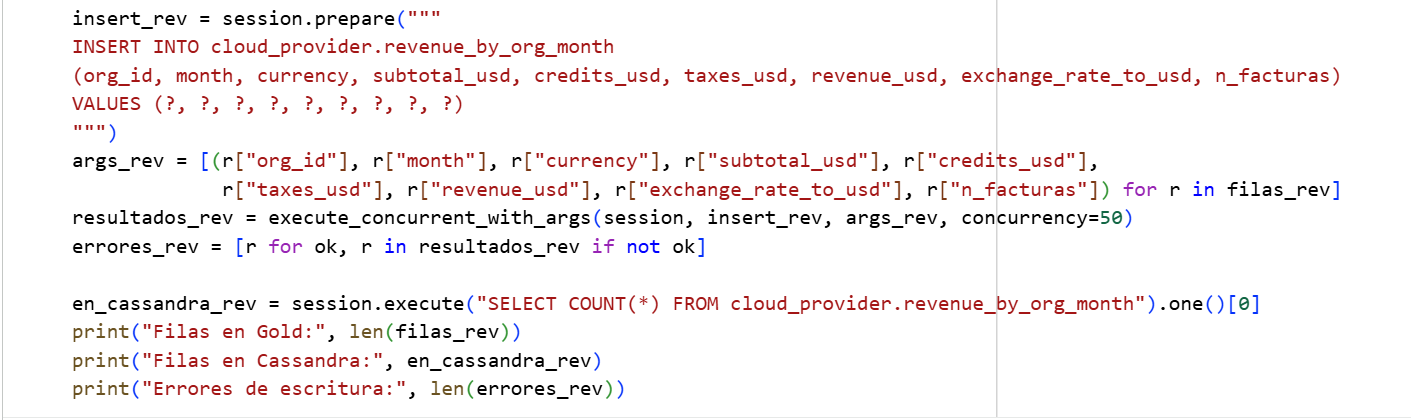 insert_rev = session.prepare("""
INSERT INTO cloud_provider.revenue_by_org_month
(org_id, month, currency, subtotal_usd, credits_usd, taxes_usd, revenue_usd, exchange_rate_to_usd, n_facturas)
VALUES (?, ?, ?, ?, ?, ?, ?, ?, ?)
""")
args_rev = [(r["org_id"], r["month"], r["currency"], r["subtotal_usd"], r["credits_usd"],
r["taxes_usd"], r["revenue_usd"], r["exchange_rate_to_usd"], r["n_facturas"]) for r in filas_rev]
resultados_rev = execute_concurrent_with_args(session, insert_rev, args_rev, concurrency=50)
errores_rev = [r for ok, r in resultados_rev if not ok]
en_cassandra_rev = session.execute("SELECT COUNT(*) FROM cloud_provider.revenue_by_org_month").one()[0]
print("Filas en Gold:", len(filas_rev))
print("Filas en Cassandra:", en_cassandra_rev)
print("Errores de escritura:", len(errores_rev))